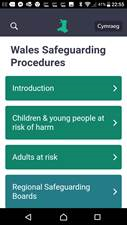 22:55
Cymraeg
Wales Safeguarding
Procedures
Introduction
Children & young people at
risk of harm
Adults at risk
Regional Safeguarding
Boards